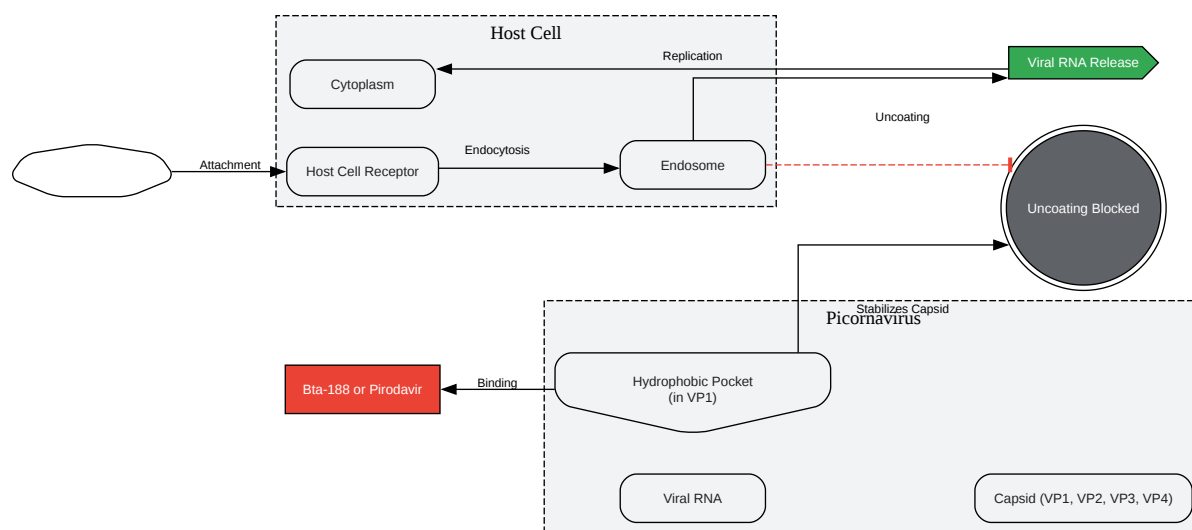 Host Cell
Replication
Viral RNA Release
Cytoplasm
Uncoating
Attachment
Endocytosis
Host Cell Receptor
Endosome
Uncoating Blocked
Stabilizes Capsid
Picornavirus
Bta-188 or Pirodavir
Binding
Hydrophobic Pocket
(in VP1)
Viral RNA
Capsid (VP1, VP2, VP3, VP4)